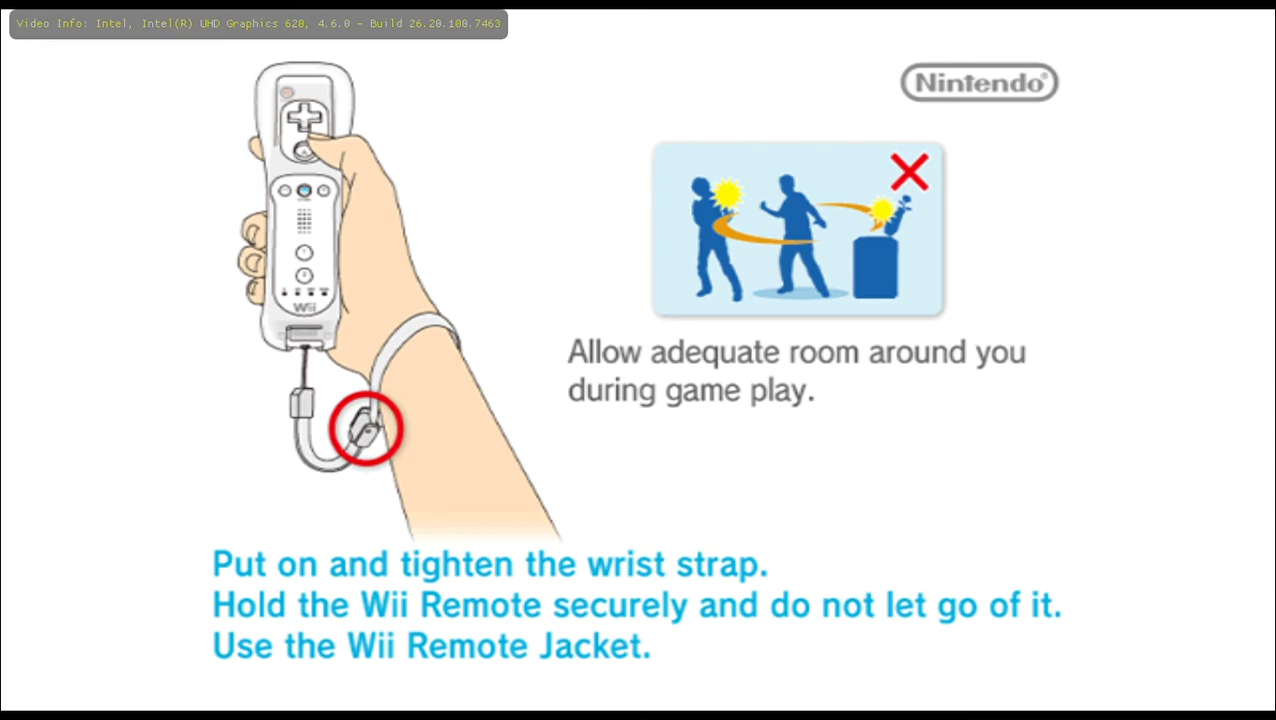 Video Info: Intel, Intel(R) UHD Graphics 620, 4.6.0 - Build 26.20.100.7463
Nintendo®
Wii
Allow adequate room around you
during game play.
Put on and tighten the wrist strap.
Hold the Wii Remote securely and do not let go of it.
Use the Wii Remote Jacket.